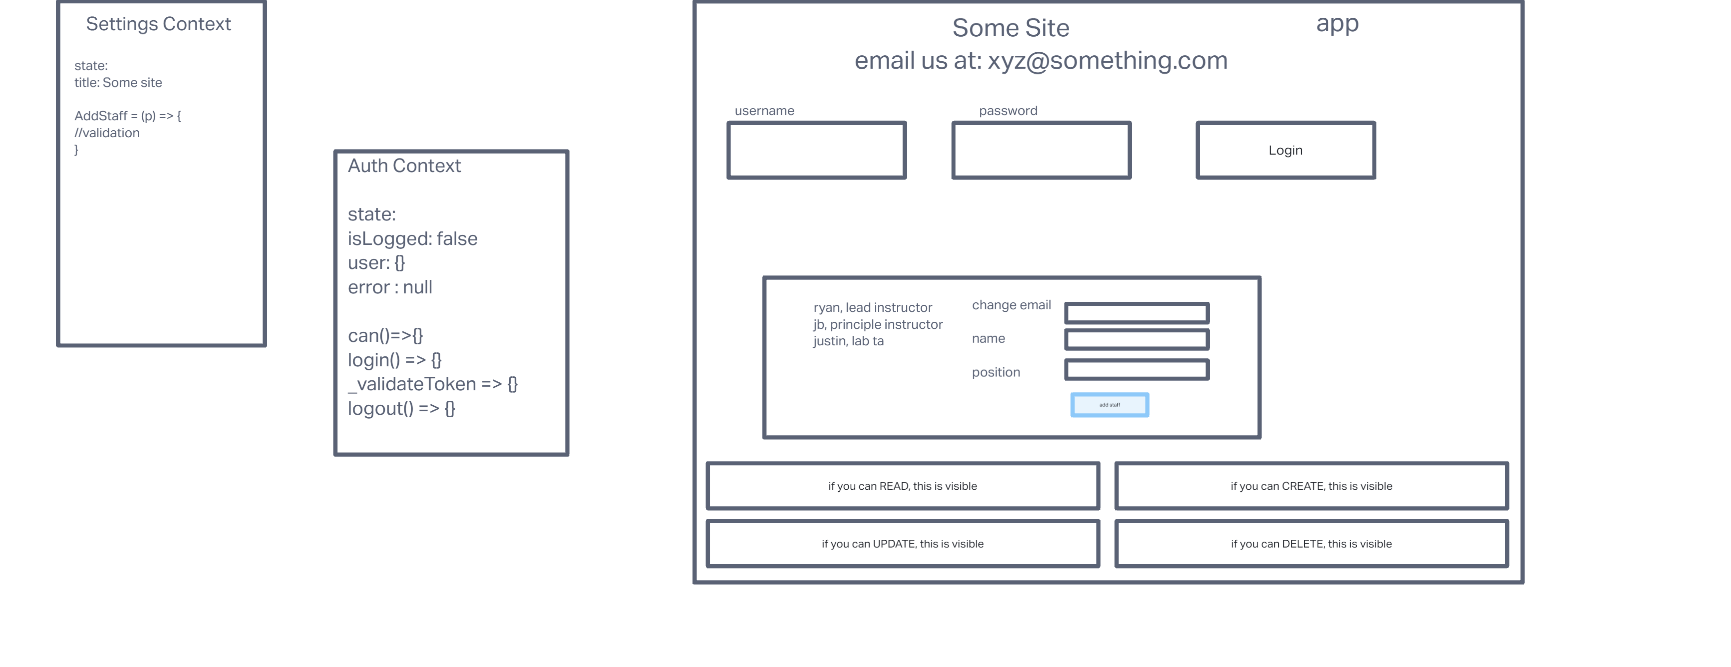 Settings Context
state:
title: Some site
AddStaff = (p) => {
//validation
}
Auth Context
state:
isLogged: false
user: {}
error : null
can()=>{}
login() => {}
_validateToken => {}
logout() => {}
app
Some Site
email us at: xyz@something.com
username
password
Login
ryan, lead instructor
jb, principle instructor
justin, lab ta
change email
name
position
add staff
if you can READ, this is visible
if you can CREATE, this is visible
if you can UPDATE, this is visible
if you can DELETE, this is visible